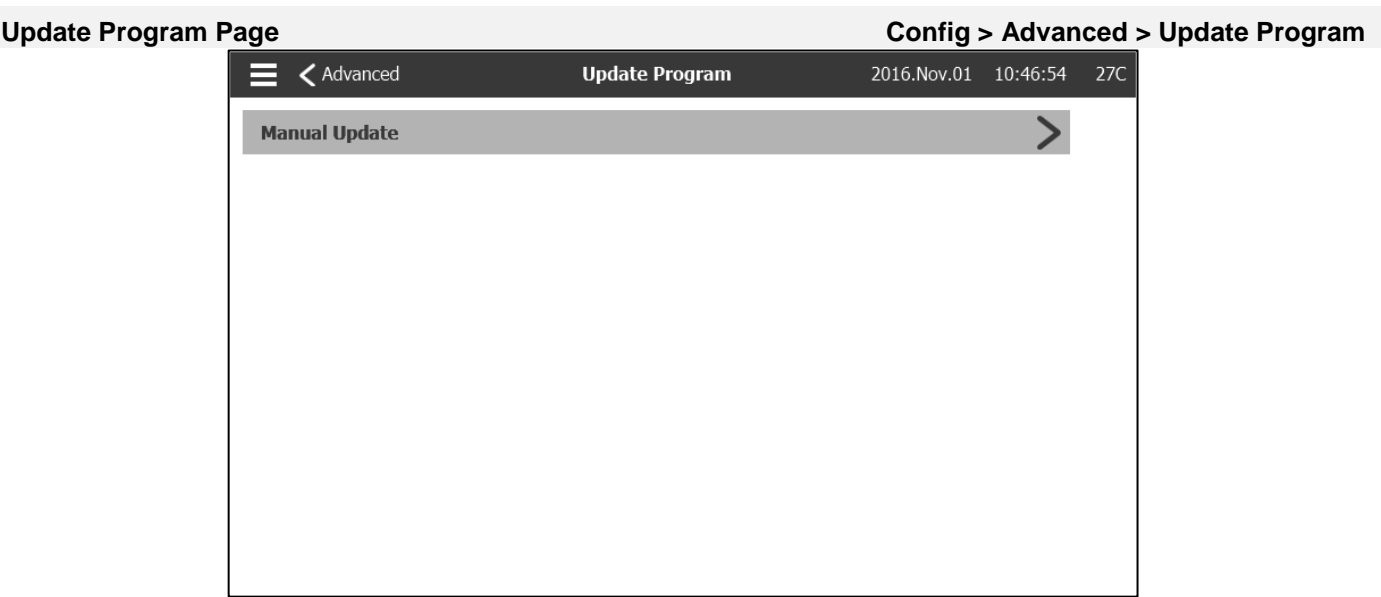 Update Program Page Config > Advanced > Update Program
Advanced Update Program 2016.Nov.01 10:46:54 27C
Manual Update